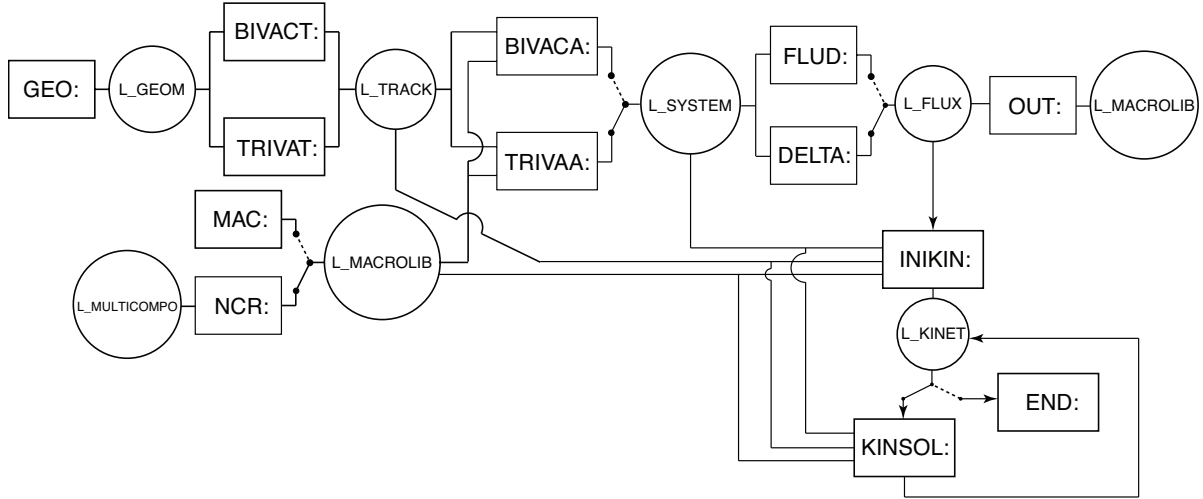 BIVACT:
BIVACA:
FLUD:
GEO:
L_GEOM
L_TRACK
L_SYSTEM
L_FLUX
OUT:
L_MACROLIB
TRIVAT:
TRIVAA:
DELTA:
MAC:
L_MACROLIB
INIKIN:
L_MULTICOMPO
NCR:
L_KINET
END:
KINSOL: